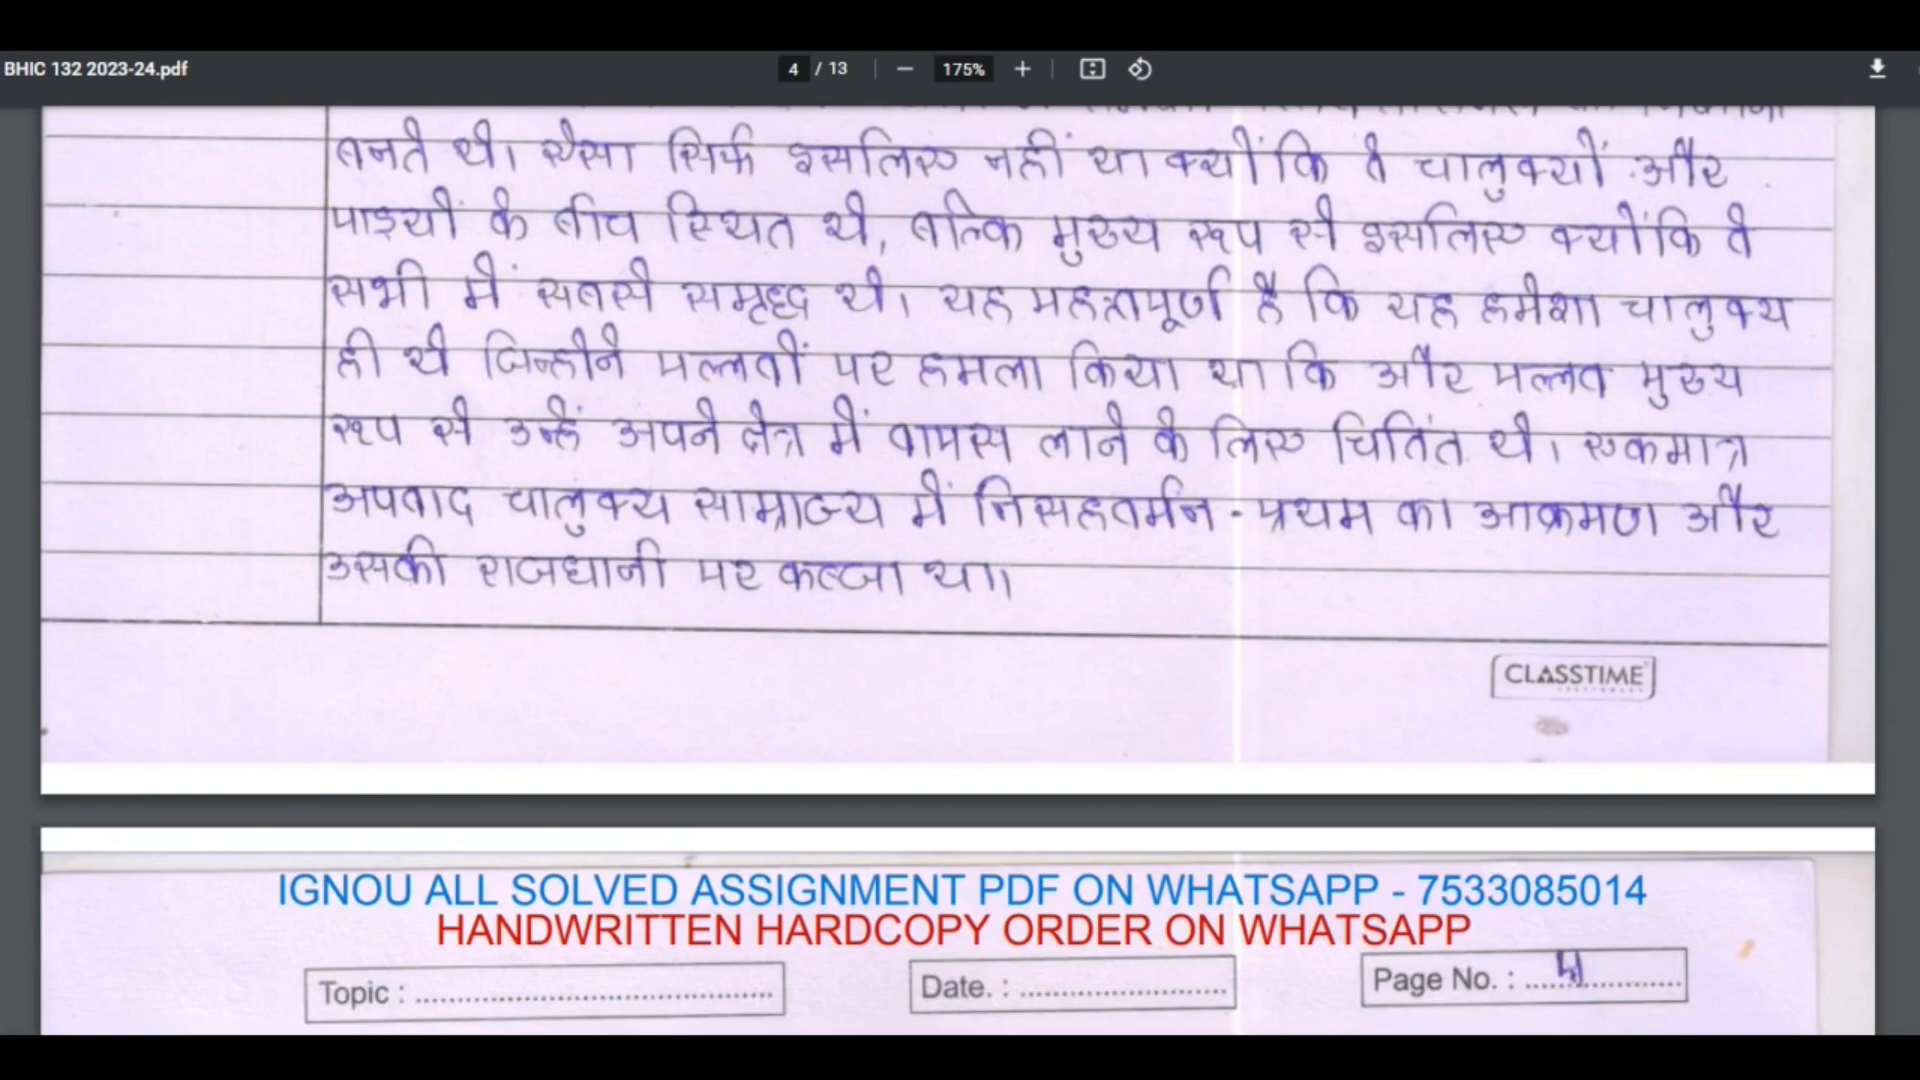 BHIC 132 2023-24.pdf
4 / 13
175%
बनते थे। ऐसा सिर्फ इसलिए नहीं था क्योंकि वे चालुक्यों और
पाड्यों के बीच स्थित थे, बल्कि मुख्य रूप से इसलिए क्योंकि वे
सभी में सबसे समृद्ध थे। यह महत्वपूर्ण है कि यह हमेशा चालुक्य
ही थे जिन्होंने पल्लवों पर हमला किया था कि और पल्लव मुख्य
रूप से उन्हें अपने क्षेत्र में वापस लाने के लिए चितिंत थे। एकमात्र
अपवाद चालुक्य साम्राज्य में निसहवर्मन - प्रथम का आक्रमण और
उसकी राजधानी पर कब्जा था।
CLASSTIME
IGNOU ALL SOLVED ASSIGNMENT PDF ON WHATSAPP - 7533085014
HANDWRITTEN HARDCOPY ORDER ON WHATSAPP
Topic : 
Date. : 
Page No. : 4